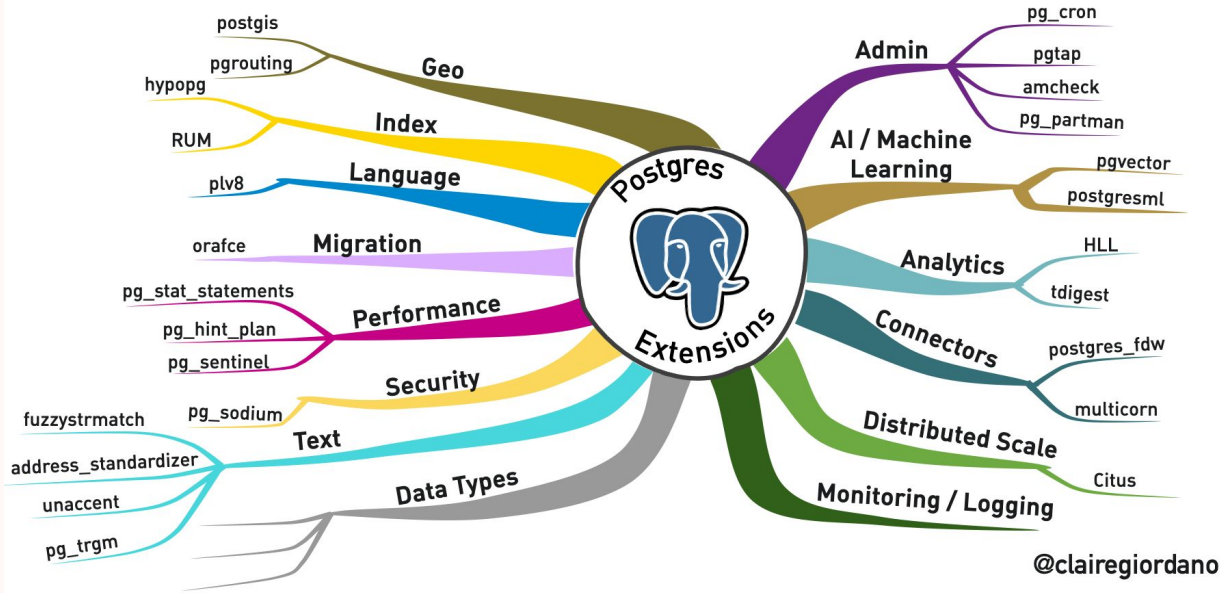 Postgres
Extensions
Geo
postgis
pgrouting
Index
hypopg
RUM
Language
plv8
Migration
orafce
Performance
pg_stat_statements
pg_hint_plan
pg_sentinel
Security
pg_sodium
Text
fuzzystrmatch
address_standardizer
unaccent
pg_trgm
Data Types
Admin
pg_cron
pgtap
amcheck
pg_partman
AI / Machine
Learning
pgvector
postgresml
Analytics
HLL
tdigest
Connectors
postgres_fdw
multicorn
Distributed Scale
Citus
Monitoring / Logging
@clairegiordano